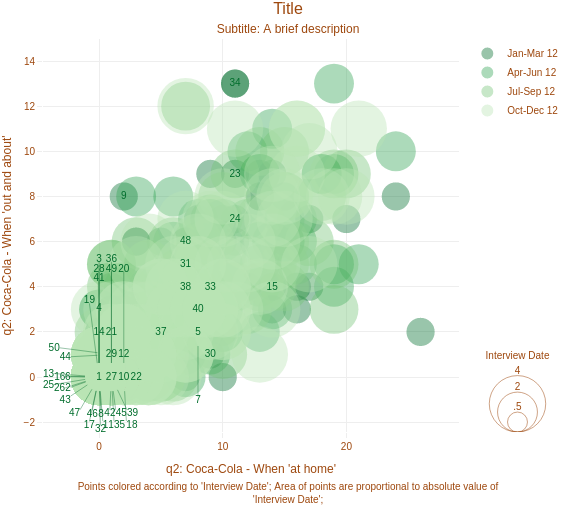 Title
Subtitle: A brief description
Jan-Mar 12
Apr-Jun 12
Jul-Sep 12
Oct-Dec 12
q2: Coca-Cola - When 'out and about'
14
12
10
8
6
4
2
0
−2
34
9
23
24
48
3 36
28 49 20
31
41
38 33 15
19
4
40
14 21 37 5
50
44
29 12 30
13
166
1 27 10 22
25
262
43
7
47
468 42 45 39
17 11 35 18
32
0 10 20
q2: Coca-Cola - When 'at home'
Interview Date
4
2
.5
Points colored according to 'Interview Date'; Area of points are proportional to absolute value of
'Interview Date';